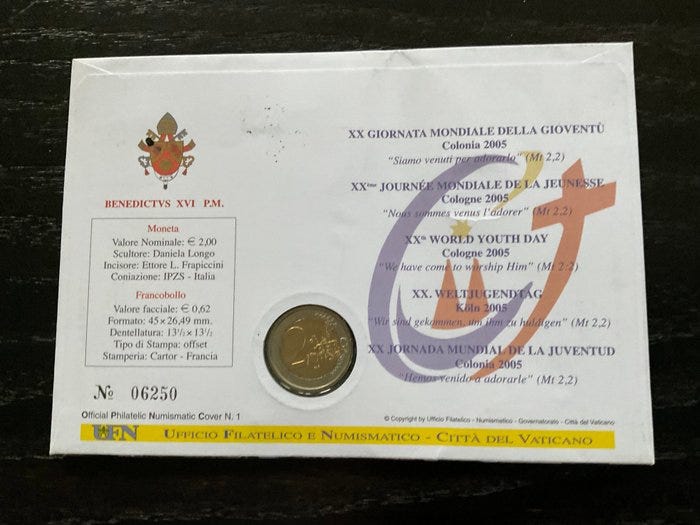 XX GIORNATA MONDIALE DELLA GIOVENTÙ
Colonia 2005
"Siamo venuti per adorarlo" (Mt 2,2)
XXème JOURNÉE MONDIALE DE LA JEUNESSE
Cologne 2005
"Nous sommes venus l'adorer" (Mt 2,2)
XXth WORLD YOUTH DAY
Cologne 2005
"We have come to worship Him" (Mt 2:2)
XX. WELTJUGENDTAG
Köln 2005
"Wir sind gekommen, um ihm zu huldigen" (Mt 2,2)
XX JORNADA MUNDIAL DE LA JUVENTUD
Colonia 2005
"Hemos venido a adorarle" (Mt 2,2)
BENEDICTVS XVI P.M.
Moneta
Valore Nominale: € 2,00
Scultore: Daniela Longo
Incisore: Ettore L. Frapiccini
Coniazione: IPZS - Italia
Francobollo
Valore facciale: € 0,62
Formato: 45×26,49 mm.
Dentellatura: 13½×13½
Tipo di Stampa: offset
Stamperia: Cartor - Francia
№ 06250
2
Official Philatelic Numismatic Cover N. 1
© Copyright by Ufficio Filatelico - Numismatico - Governatorato - Città del Vaticano
UFN UFFICIO FILATELICO E NUMISMATICO - CITTÀ DEL VATICANO